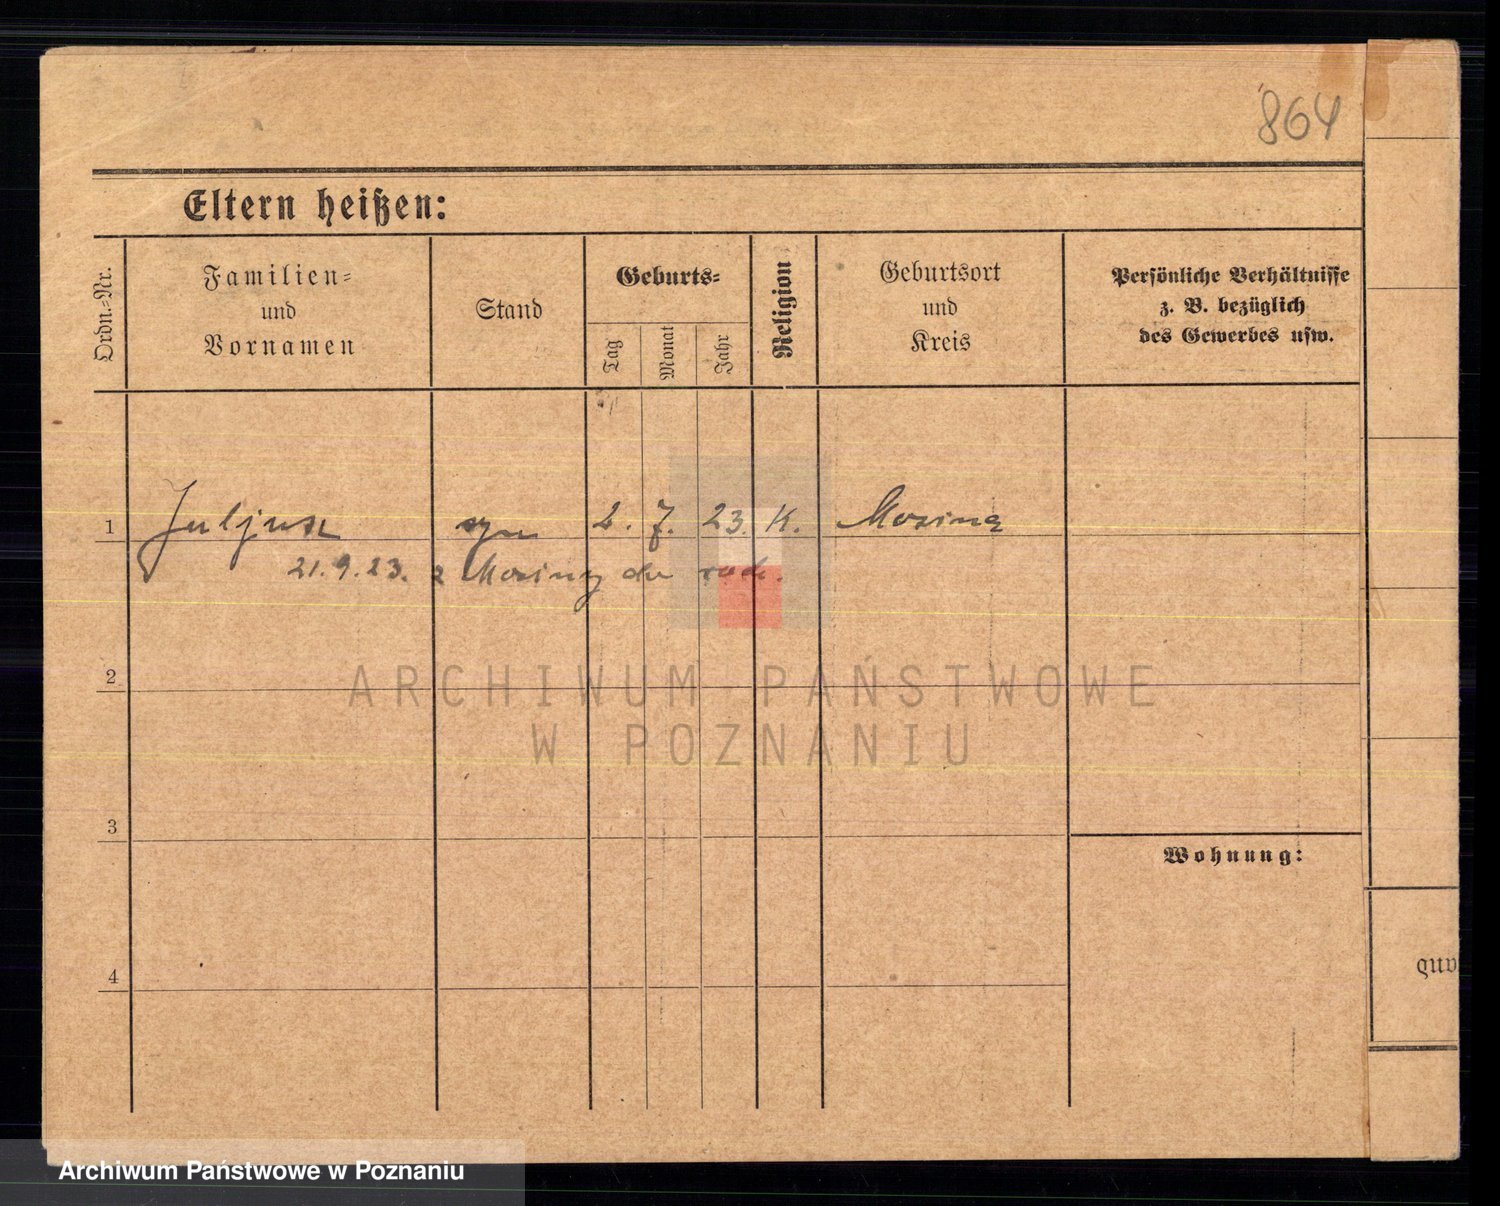 864
Eltern heißen:
Ordn.-Nr.
Familien-
und
Vornamen
Stand
Geburts-
Tag
Monat
Jahr
Religion
Geburtsort
und
Kreis
Persönliche Verhältnisse
z. B. bezüglich
des Gewerbes usw.
1 Juljusz syn 2. 7. 23. K. Mosina
21.9.23. z Mosiny do rodz.
2
3
4
Wohnung:
ARCHIWUM PAŃSTWOWE
W POZNANIU
Archiwum Państwowe w Poznaniu